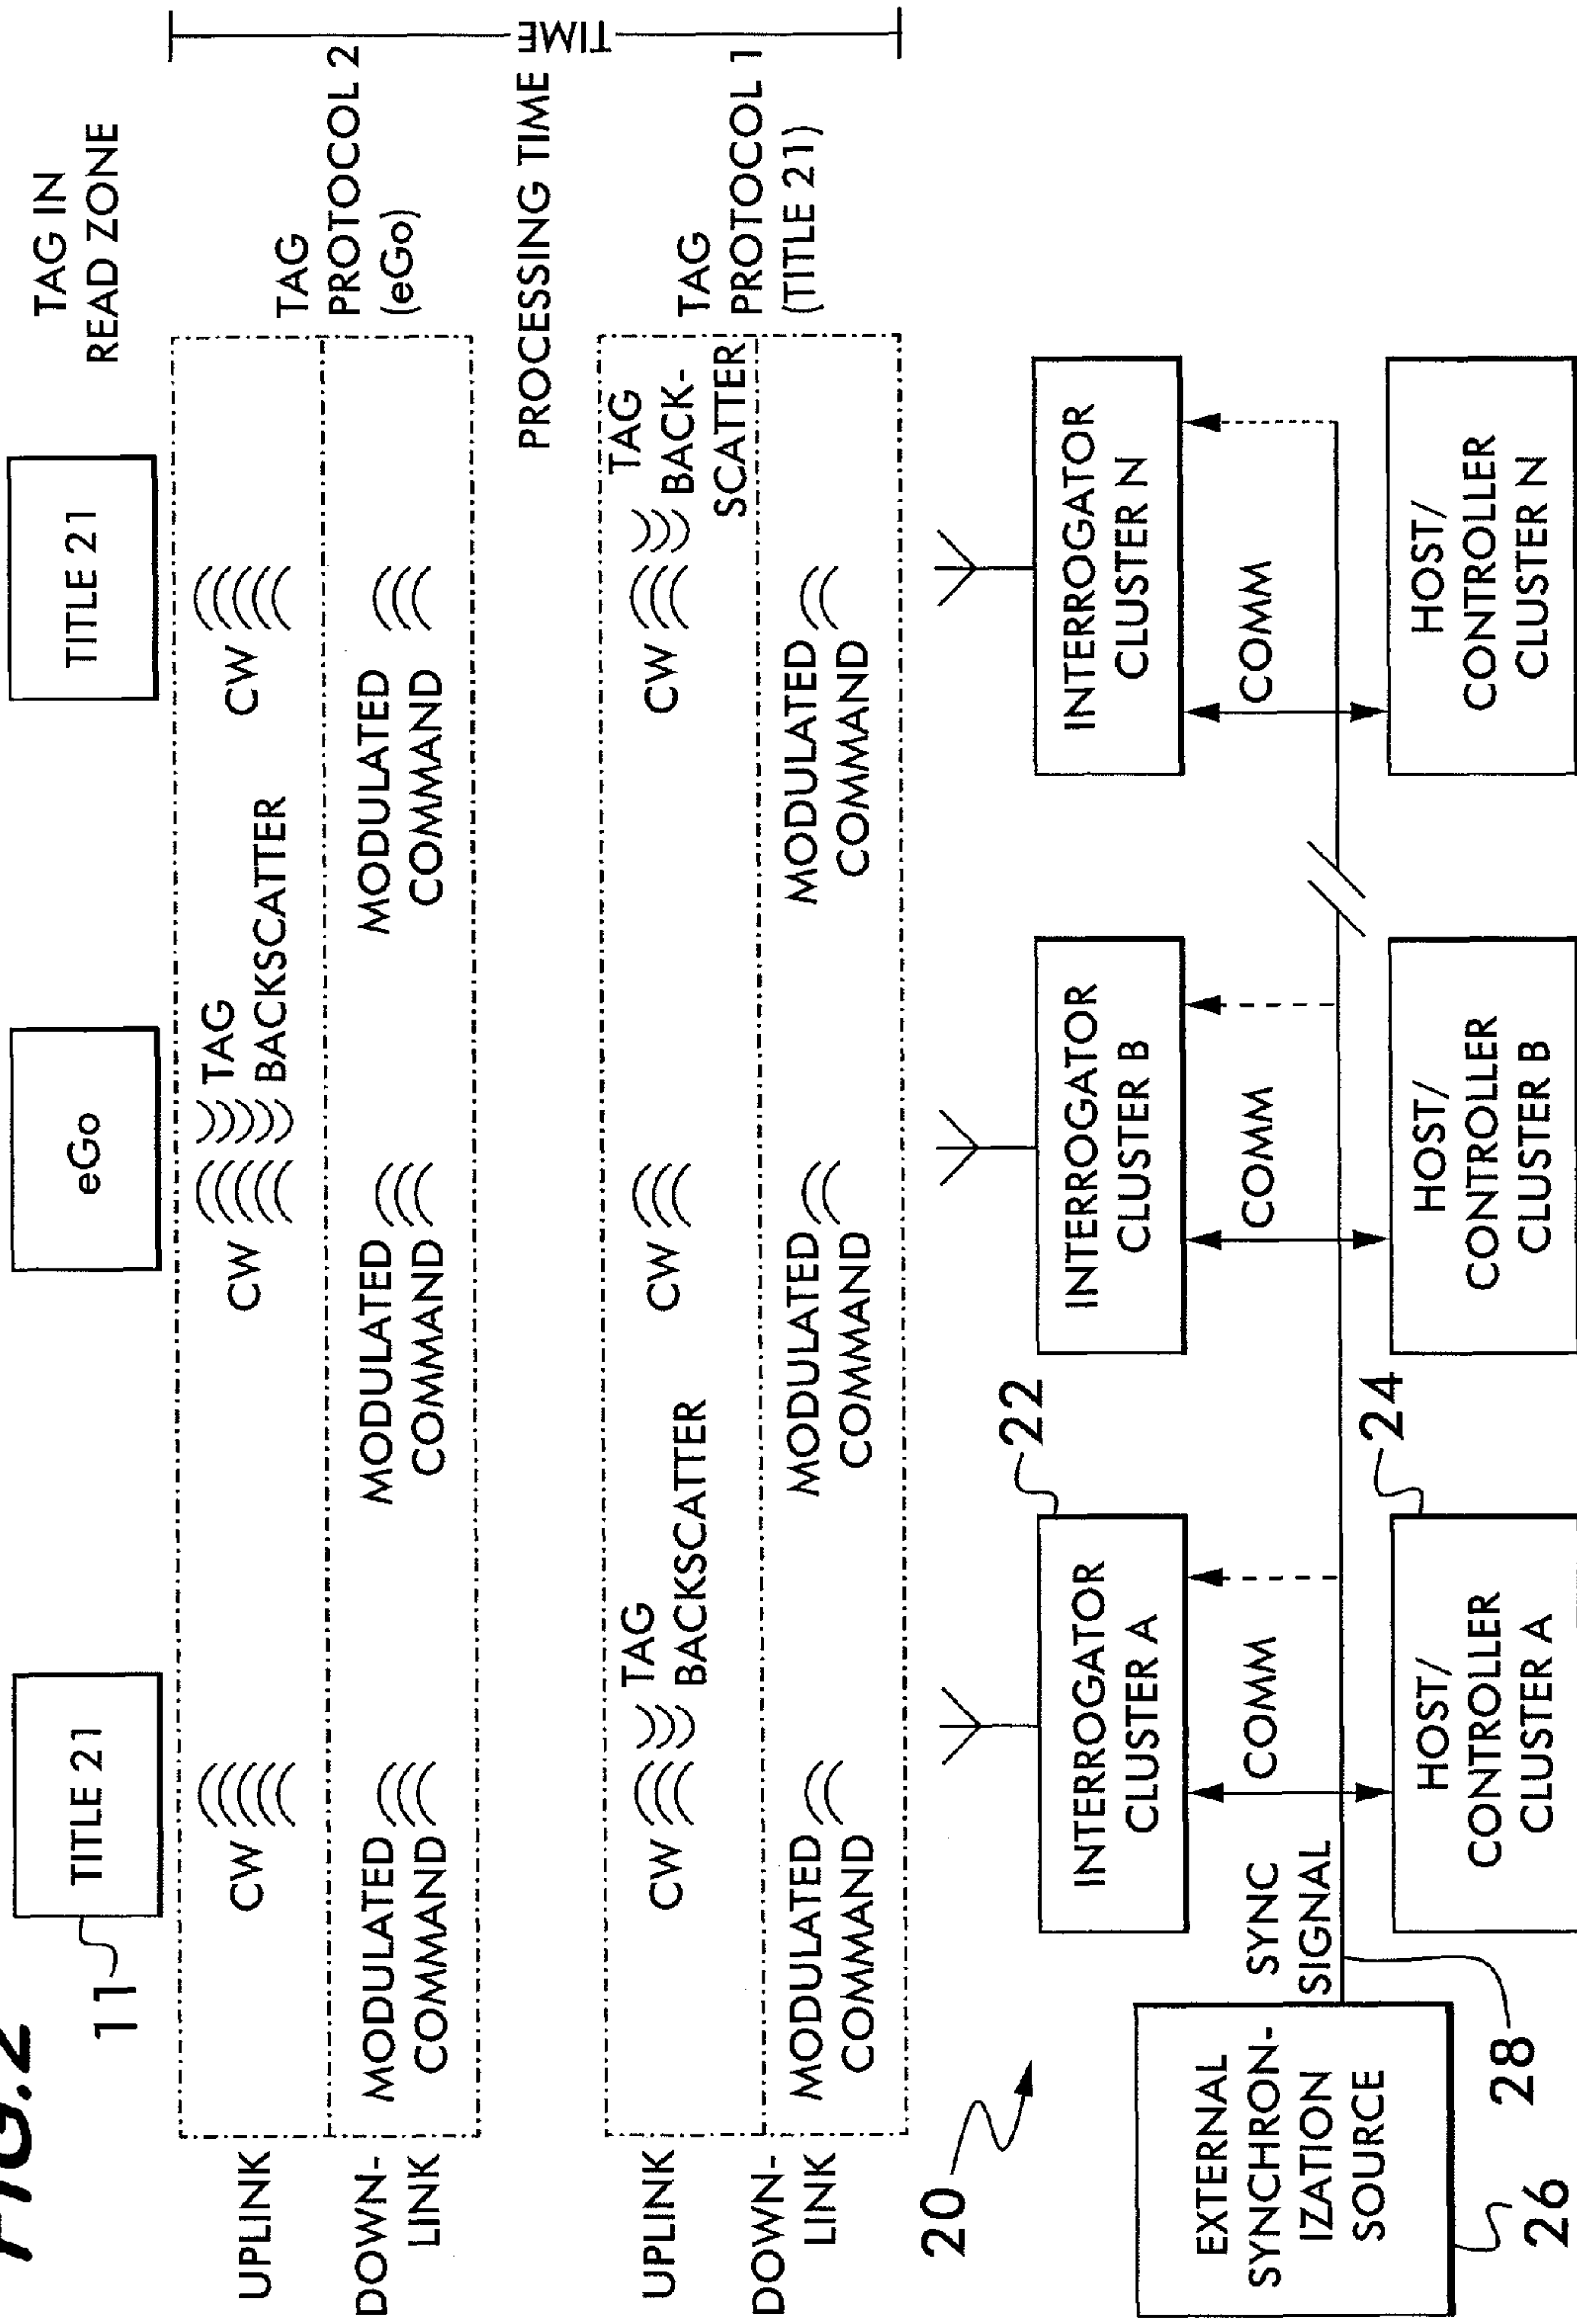 FIG.2
11
TITLE 21
eGo
TITLE 21
TAG IN
READ ZONE
UPLINK
CW
CW
TAG
BACKSCATTER
CW
TAG
PROTOCOL 2
(eGo)
DOWN-
LINK
MODULATED
COMMAND
MODULATED
COMMAND
MODULATED
COMMAND
PROCESSING TIME
TIME
UPLINK
CW
TAG
BACKSCATTER
CW
CW
TAG
BACK-
SCATTER
TAG
PROTOCOL 1
(TITLE 21)
DOWN-
LINK
MODULATED
COMMAND
MODULATED
COMMAND
MODULATED
COMMAND
20
22
INTERROGATOR
CLUSTER A
INTERROGATOR
CLUSTER B
INTERROGATOR
CLUSTER N
SYNC
SIGNAL
COMM
COMM
COMM
EXTERNAL
SYNCHRON-
IZATION
SOURCE
24
HOST/
CONTROLLER
CLUSTER A
HOST/
CONTROLLER
CLUSTER B
HOST/
CONTROLLER
CLUSTER N
28
26